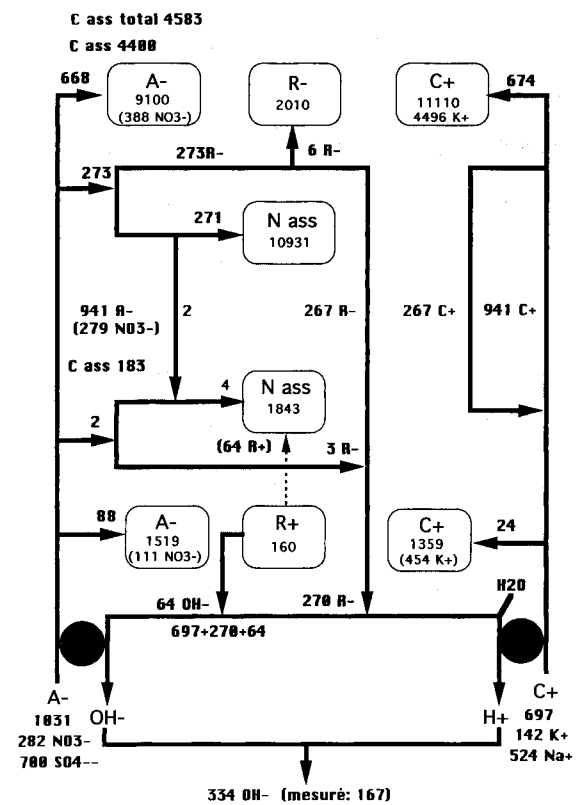 C ass total 4583
C ass 4400
668
A-
9100
(388 NO3-)
R-
2010
C+
11110
4496 K+
674
273R-
6 R-
273
271
N ass
10931
941 A-
(279 NO3-)
2
267 R-
267 C+
941 C+
C ass 183
4
N ass
1843
2
(64 R+)
3 R-
88
A-
1519
(111 NO3-)
R+
160
C+
1359
(454 K+)
24
H2O
64 OH-
270 R-
697+270+64
A-
1031
282 NO3-
700 SO4--
OH-
H+
C+
697
142 K+
524 Na+
334 OH- (mesuré: 167)